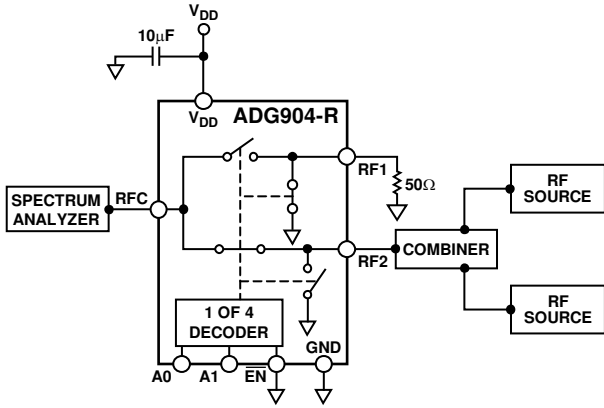 V_DD
10µF
V_DD
ADG904-R
RF1
50Ω
SPECTRUM
ANALYZER
RFC
RF
SOURCE
RF2
COMBINER
RF
SOURCE
1 OF 4
DECODER
GND
A0
A1
E̅N̅